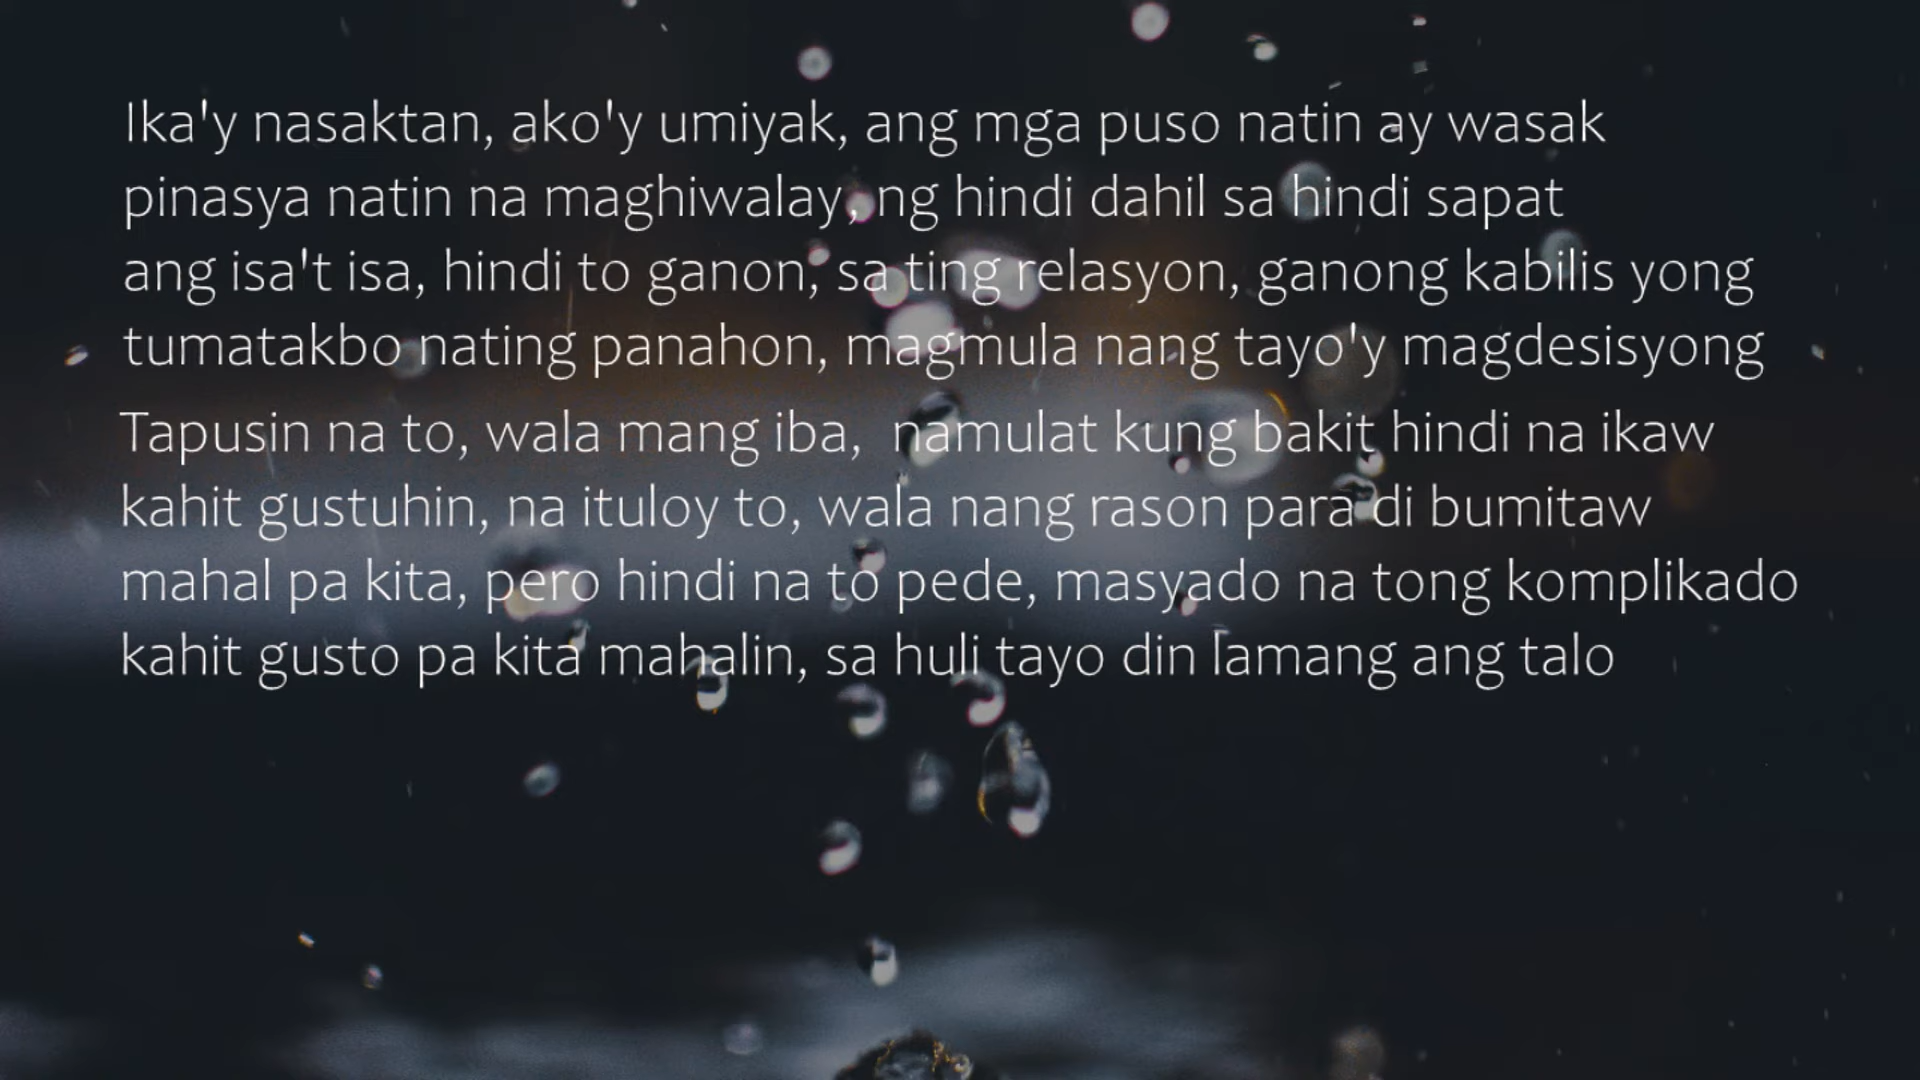 Ika'y nasaktan, ako'y umiyak, ang mga puso natin ay wasak
pinasya natin na maghiwalay, ng hindi dahil sa hindi sapat
ang isa't isa, hindi to ganon, sa ting relasyon, ganong kabilis yong
tumatakbo nating panahon, magmula nang tayo'y magdesisyong
Tapusin na to, wala mang iba, namulat kung bakit hindi na ikaw
kahit gustuhin, na ituloy to, wala nang rason para di bumitaw
mahal pa kita, pero hindi na to pede, masyado na tong komplikado
kahit gusto pa kita mahalin, sa huli tayo din lamang ang talo